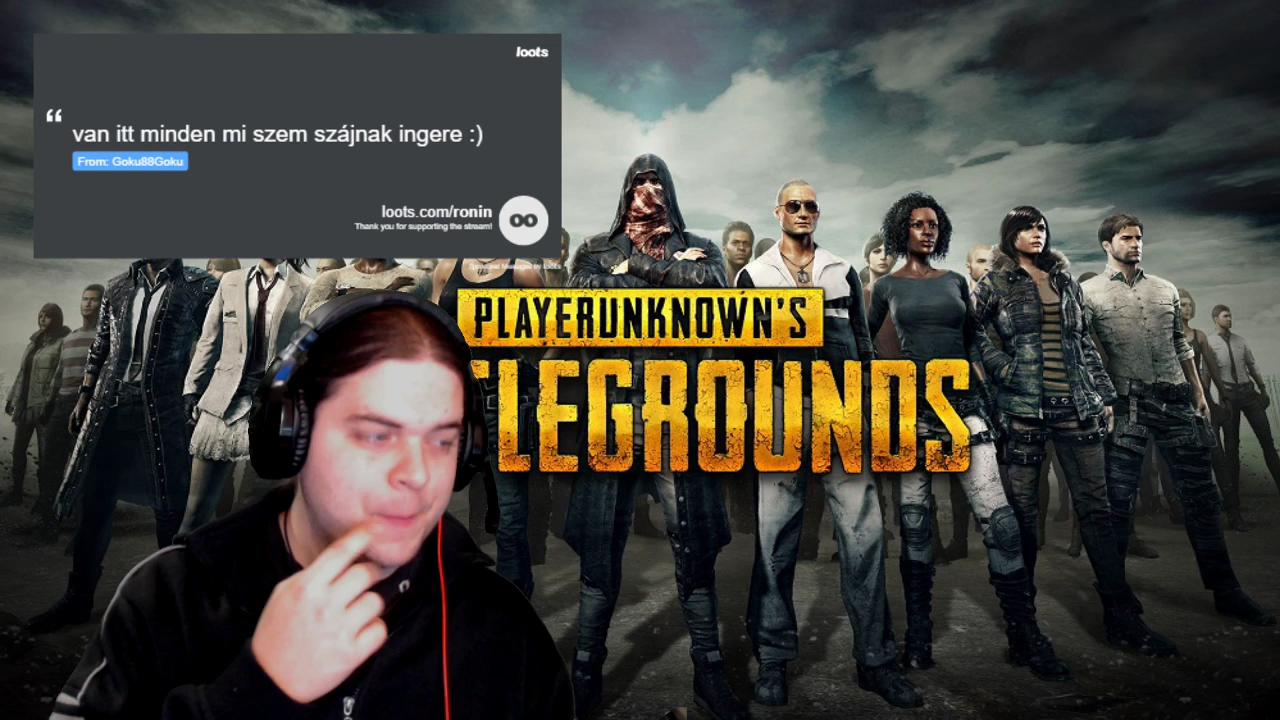 loots
“
van itt minden mi szem szájnak ingere :)
From: Goku88Goku
loots.com/ronin
Thank you for supporting the stream!
PLAYERUNKNOWN'S
LEGROUNDS